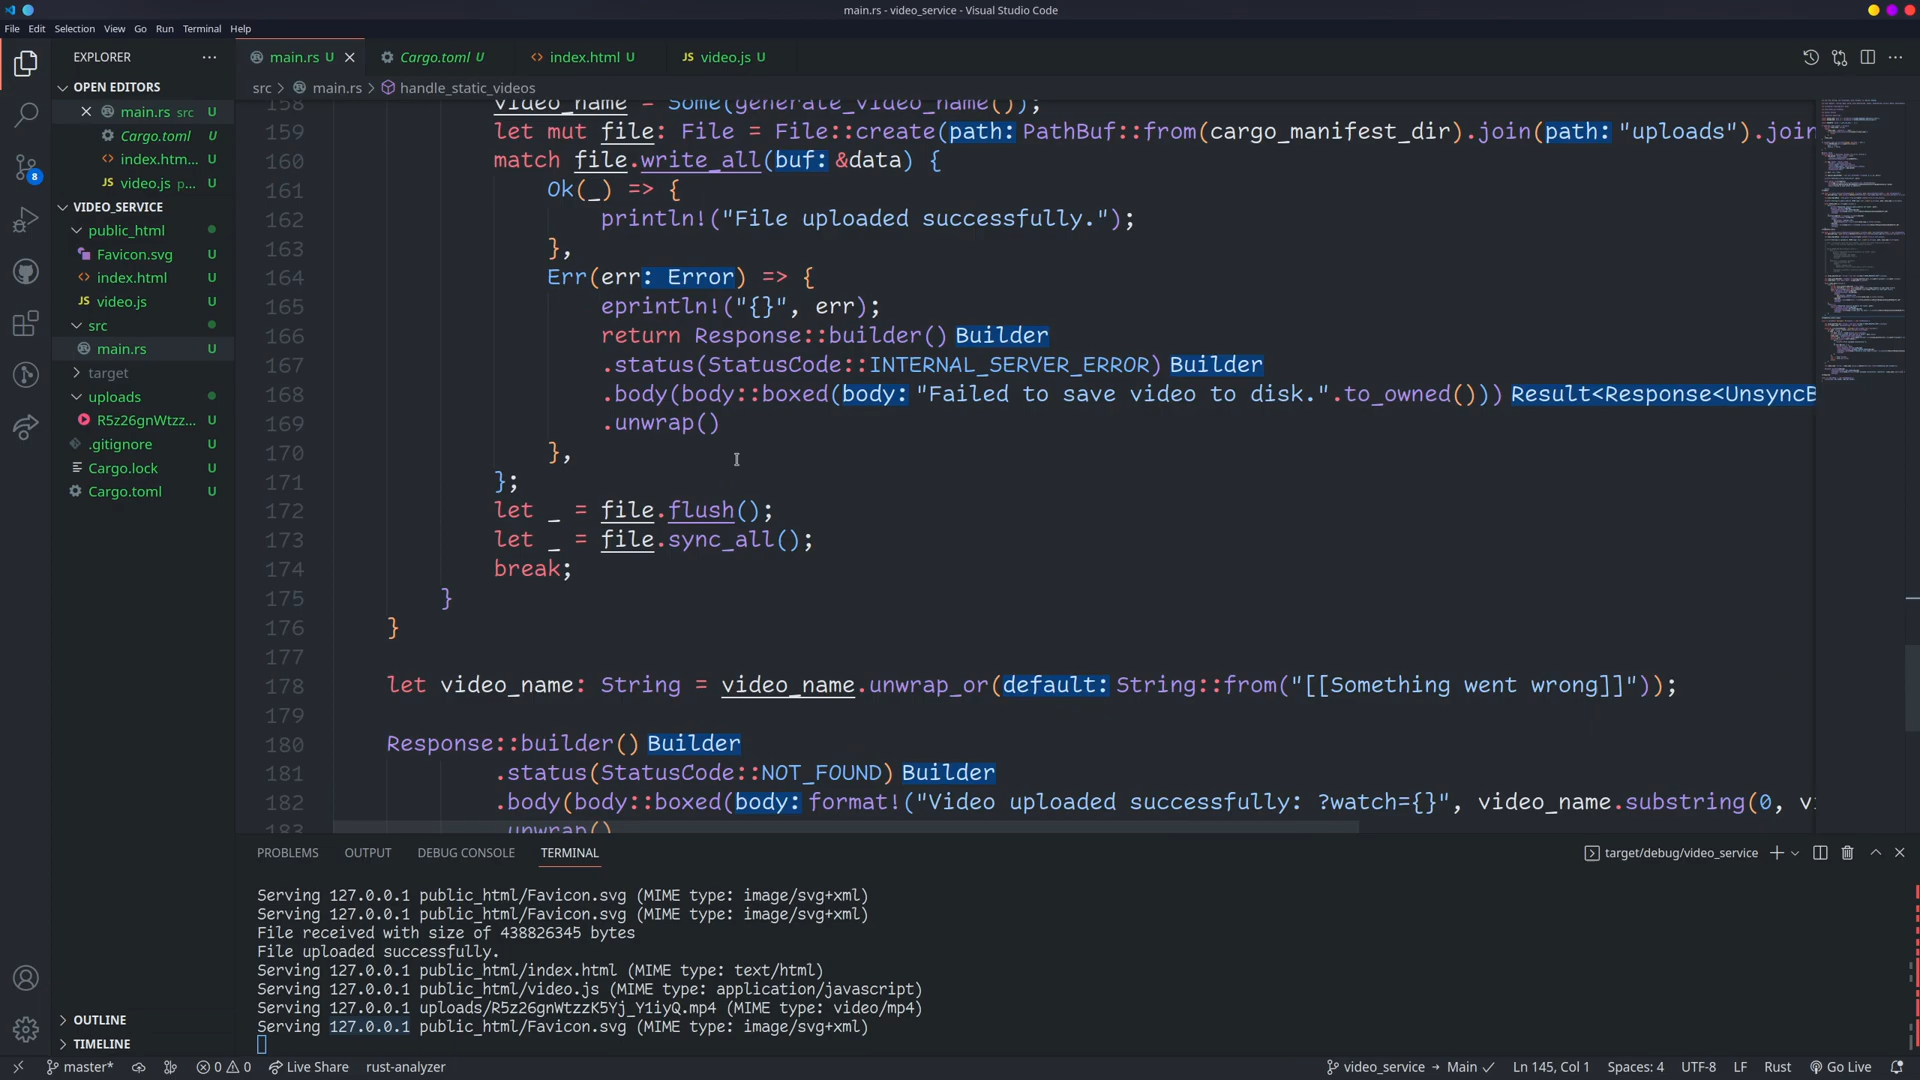 main.rs - video_service - Visual Studio Code
File Edit Selection View Go Run Terminal Help
EXPLORER
OPEN EDITORS
main.rs src U
Cargo.toml U
index.htm... U
video.js p... U
VIDEO_SERVICE
public_html
Favicon.svg U
index.html U
video.js U
src
main.rs U
target
uploads
R5z26gnWtzz... U
.gitignore U
Cargo.lock U
Cargo.toml U
OUTLINE
TIMELINE
8
main.rs U
Cargo.toml U
index.html U
video.js U
src > main.rs > handle_static_videos
158 video_name = Some(generate_video_name());
159 let mut file: File = File::create(path: PathBuf::from(cargo_manifest_dir).join(path: "uploads").join
160 match file.write_all(buf: &data) {
161 Ok(_) => {
162 println!("File uploaded successfully.");
163 },
164 Err(err: Error) => {
165 eprintln!("{}", err);
166 return Response::builder() Builder
167 .status(StatusCode::INTERNAL_SERVER_ERROR) Builder
168 .body(body::boxed(body: "Failed to save video to disk.".to_owned())) Result<Response<UnsyncB
169 .unwrap()
170 },
171 };
172 let _ = file.flush();
173 let _ = file.sync_all();
174 break;
175 }
176 }
177
178 let video_name: String = video_name.unwrap_or(default: String::from("[[Something went wrong]]"));
179
180 Response::builder() Builder
181 .status(StatusCode::NOT_FOUND) Builder
182 .body(body::boxed(body: format!("Video uploaded successfully: ?watch={}", video_name.substring(0, vi
183 .unwrap()
PROBLEMS OUTPUT DEBUG CONSOLE TERMINAL
target/debug/video_service
Serving 127.0.0.1 public_html/Favicon.svg (MIME type: image/svg+xml)
Serving 127.0.0.1 public_html/Favicon.svg (MIME type: image/svg+xml)
File received with size of 438826345 bytes
File uploaded successfully.
Serving 127.0.0.1 public_html/index.html (MIME type: text/html)
Serving 127.0.0.1 public_html/video.js (MIME type: application/javascript)
Serving 127.0.0.1 uploads/R5z26gnWtzzK5Yj_Y1iyQ.mp4 (MIME type: video/mp4)
Serving 127.0.0.1 public_html/Favicon.svg (MIME type: image/svg+xml)
master* 0 0 Live Share rust-analyzer
video_service → Main ✓ Ln 145, Col 1 Spaces: 4 UTF-8 LF Rust Go Live